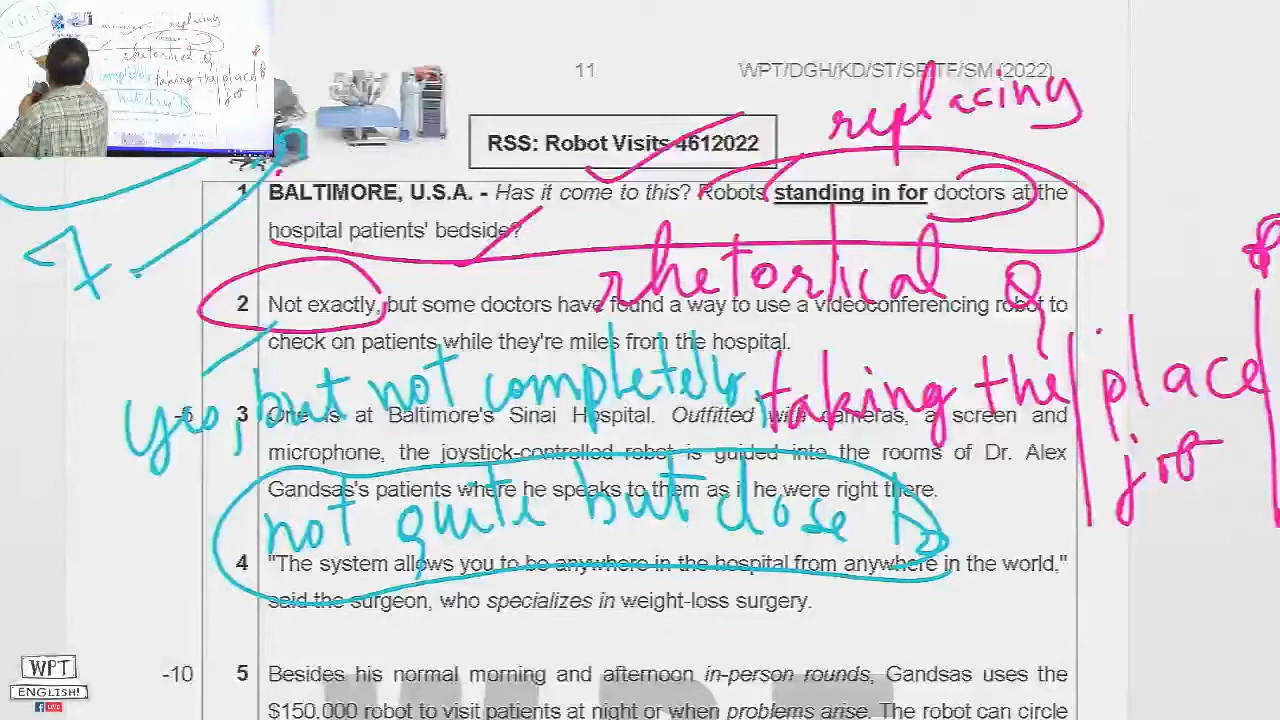 11 WPT/DGH/KD/ST/SF/TF/SM (2022)
replacing
RSS: Robot Visits 4612022
1 BALTIMORE, U.S.A. - Has it come to this? Robots standing in for doctors at the
hospital patients' bedside?
rhetorical Q
2 Not exactly, but some doctors have found a way to use a videoconferencing robot to
check on patients while they're miles from the hospital.
yes, but not completely
taking the place
job
-5 3 One is at Baltimore's Sinai Hospital. Outfitted with cameras, a screen and
microphone, the joystick-controlled robot is guided into the rooms of Dr. Alex
Gandsas's patients where he speaks to them as if he were right there.
not quite but close to
4 "The system allows you to be anywhere in the hospital from anywhere in the world,"
said the surgeon, who specializes in weight-loss surgery.
WPT
ENGLISH!
-10 5 Besides his normal morning and afternoon in-person rounds, Gandsas uses the
$150.000 robot to visit patients at night or when problems arise. The robot can circle